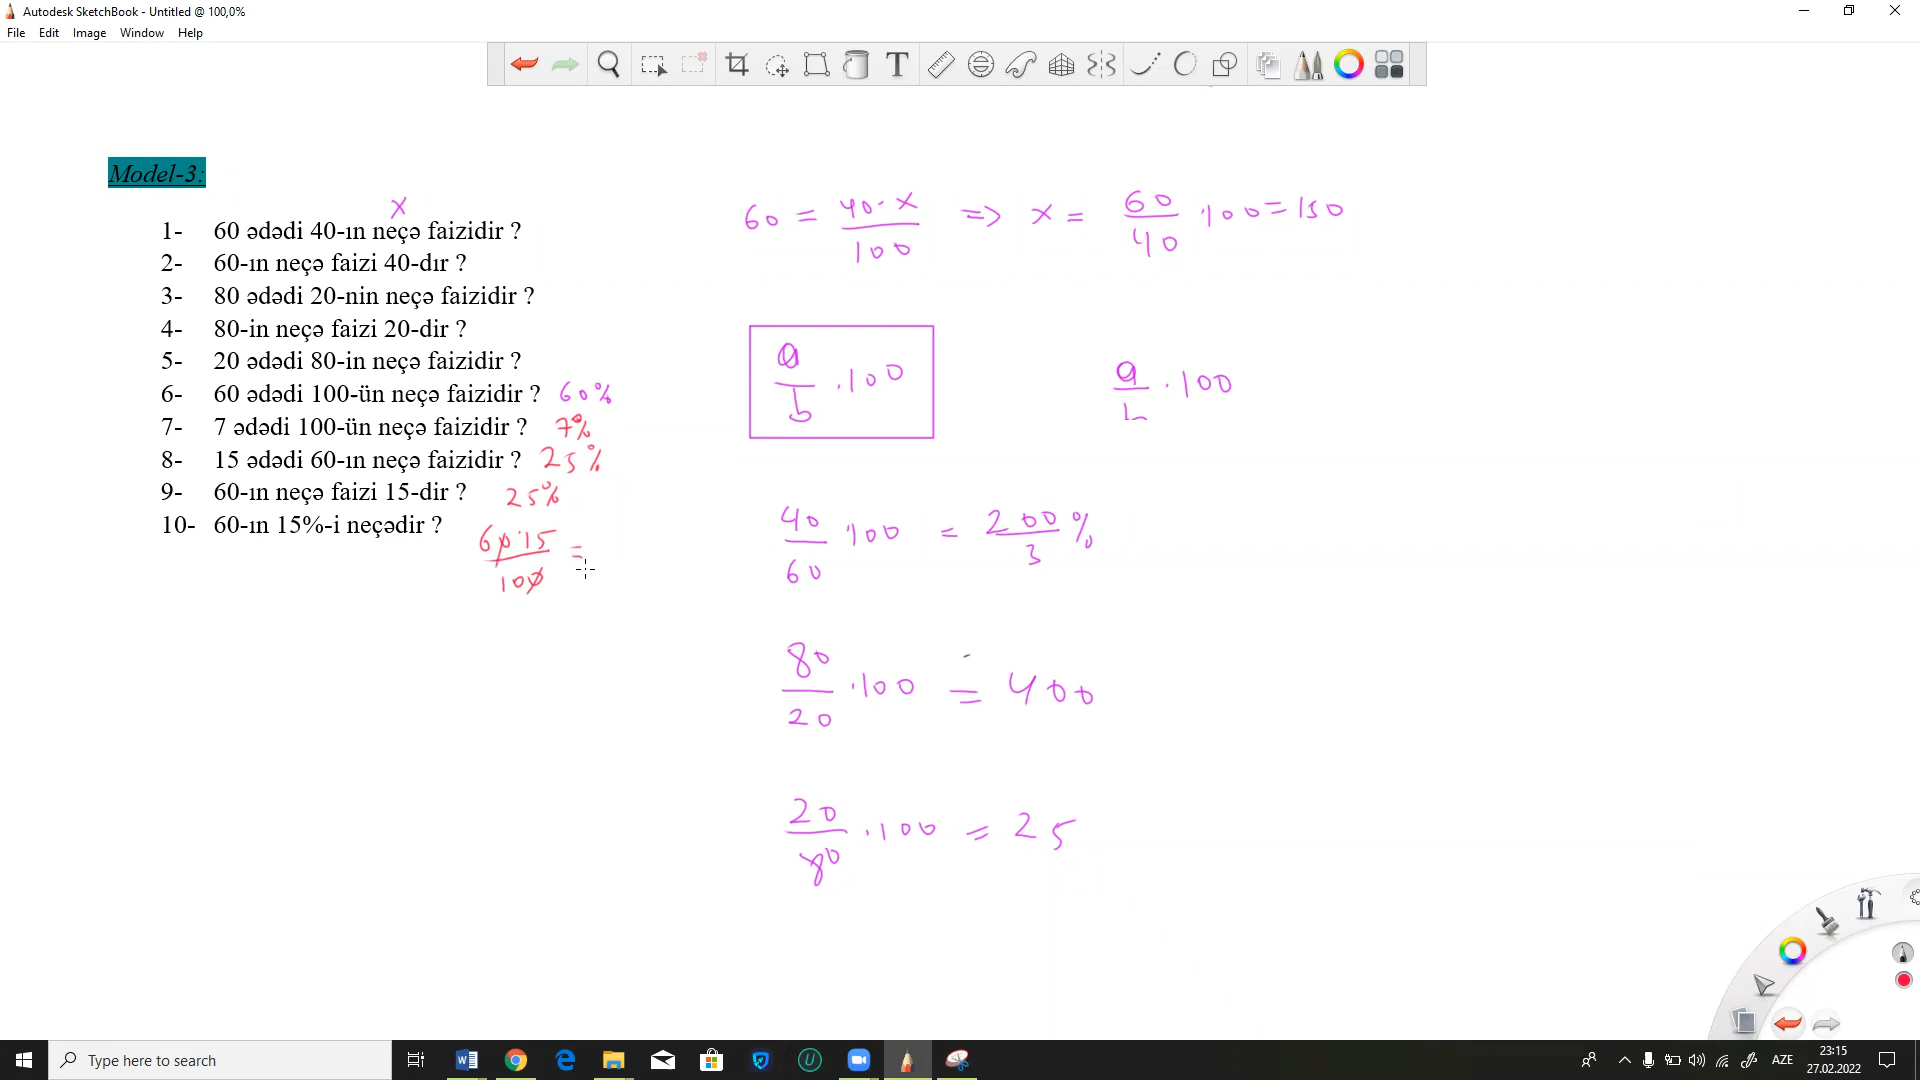 Autodesk SketchBook - Untitled @ 100,0%
File Edit Image Window Help
T
Model-3:
x
1- 60 ədədi 40-ın neçə faizidir ?
2- 60-ın neçə faizi 40-dır ?
3- 80 ədədi 20-nin neçə faizidir ?
4- 80-in neçə faizi 20-dir ?
5- 20 ədədi 80-in neçə faizidir ?
6- 60 ədədi 100-ün neçə faizidir ? 60%
7- 7 ədədi 100-ün neçə faizidir ? 7%
8- 15 ədədi 60-ın neçə faizidir ? 25%
9- 60-ın neçə faizi 15-dir ? 25%
10- 60-ın 15%-i neçədir ?
60·15
100
=
60 = 40·x / 100 => x = 60 / 40 ·100 = 150
a / b ·100
a / b ·100
40 / 60 ·100 = 200 / 3 %
80 / 20 ·100 = 400
20 / 80 ·100 = 25
Type here to search
AZE
23:15
27.02.2022